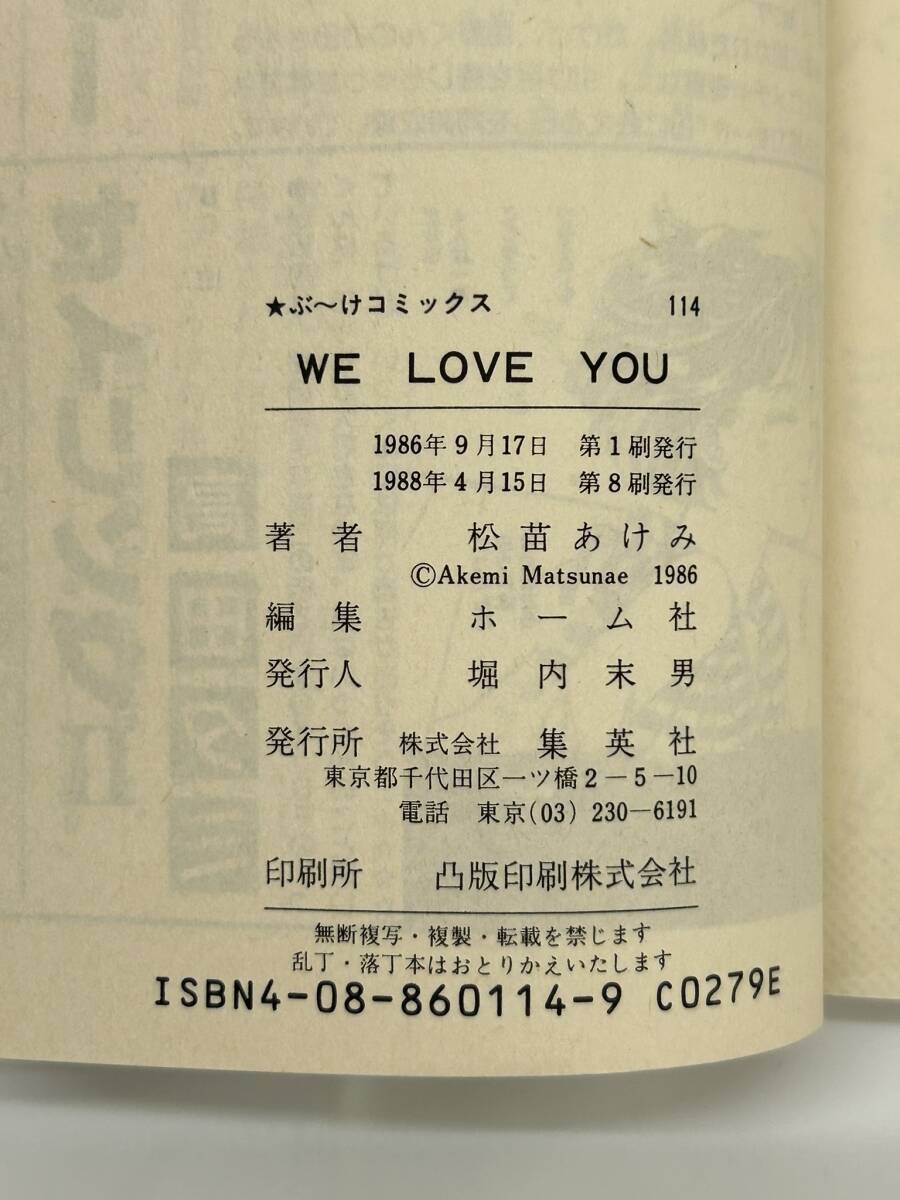 ★ぶ〜けコミックス 114
WE LOVE YOU
1986年9月17日 第1刷発行
1988年4月15日 第8刷発行
著者 松苗あけみ
©Akemi Matsunae 1986
編集 ホーム社
発行人 堀内末男
発行所 株式会社 集英社
東京都千代田区一ツ橋2－5－10
電話 東京(03) 230－6191
印刷所 凸版印刷株式会社
無断複写・複製・転載を禁じます
乱丁・落丁本はおとりかえいたします
ISBN4-08-860114-9 C0279E